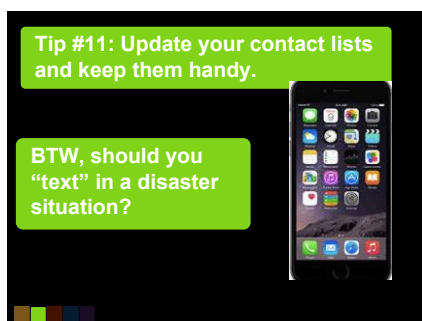 Tip #11: Update your contact lists
and keep them handy.
BTW, should you
“text” in a disaster
situation?